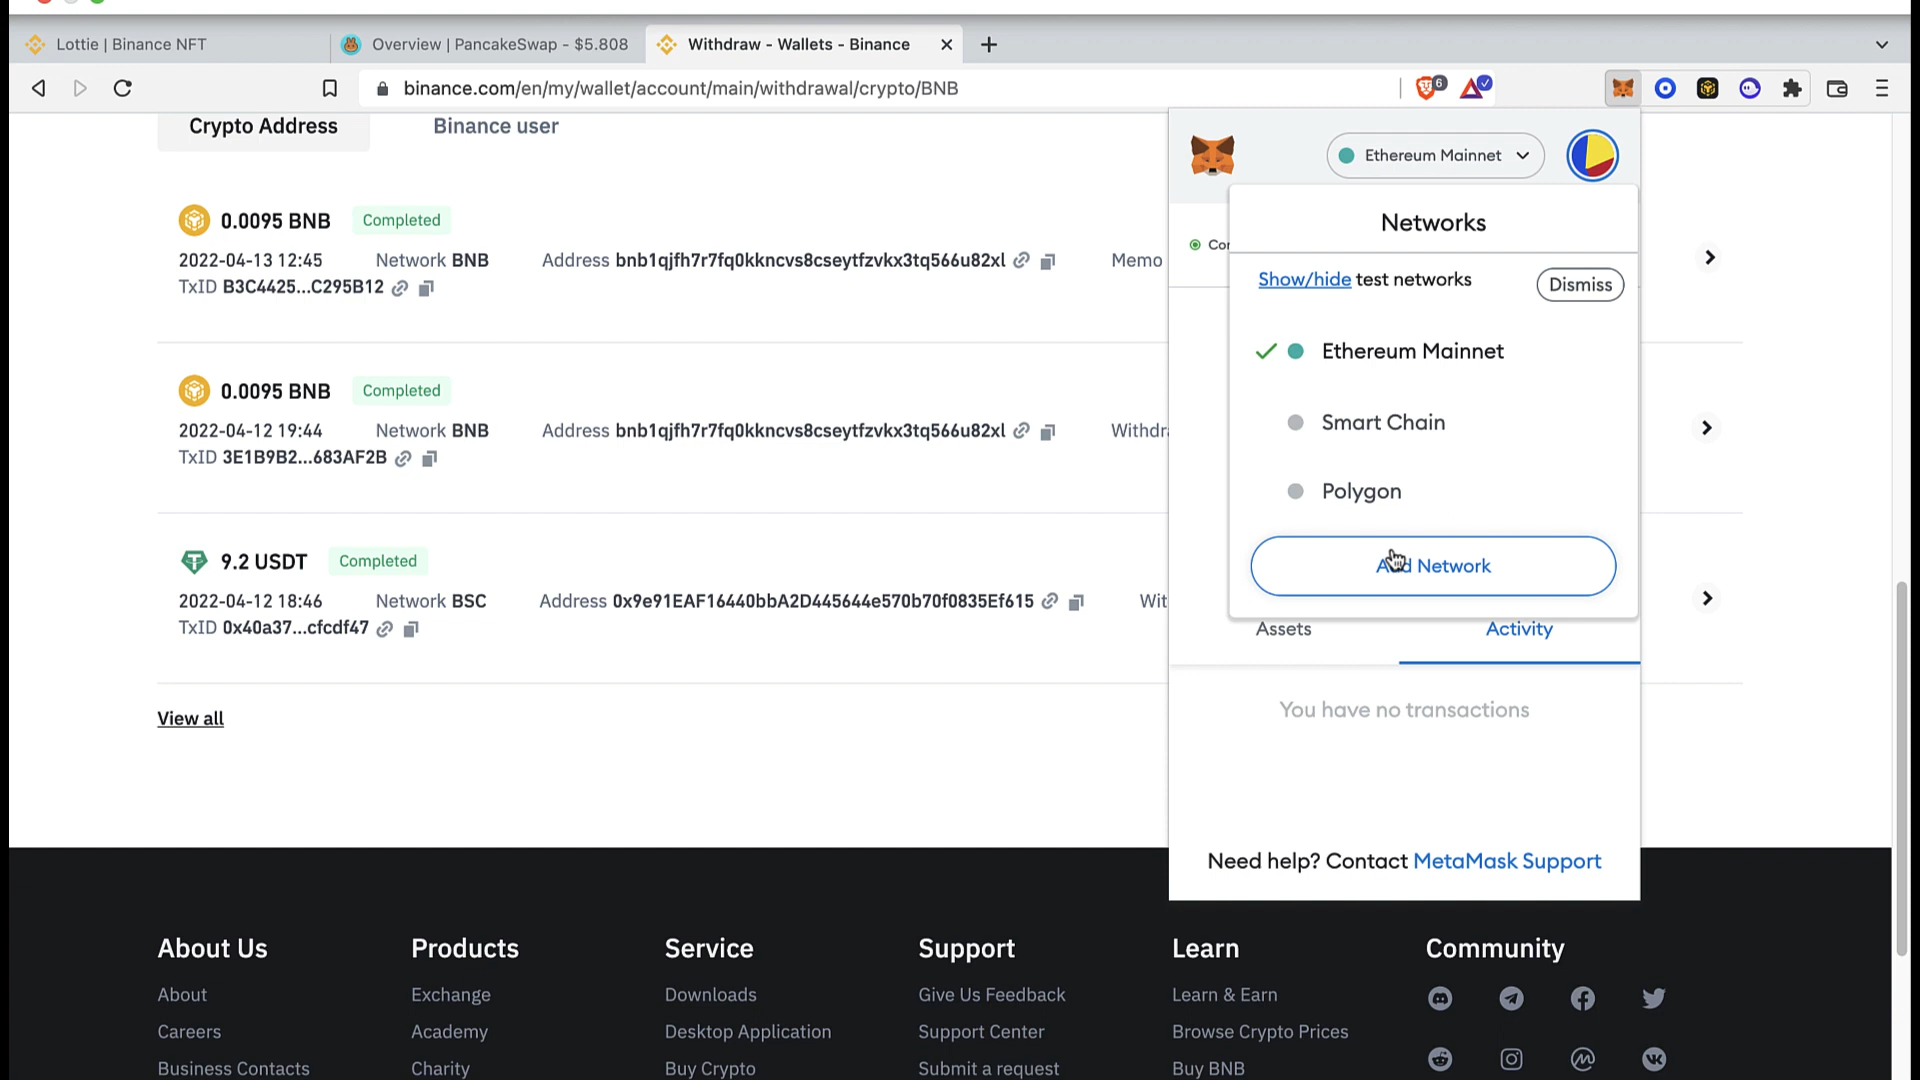 Lottie | Binance NFT
Overview | PancakeSwap - $5.808
Withdraw - Wallets - Binance
binance.com/en/my/wallet/account/main/withdrawal/crypto/BNB
6
Crypto Address
Binance user
Ethereum Mainnet
0.0095 BNB Completed
2022-04-13 12:45 Network BNB Address bnb1qjfh7r7fq0kkncvs8cseytfzvkx3tq566u82xl Memo
TxID B3C4425...C295B12
0.0095 BNB Completed
2022-04-12 19:44 Network BNB Address bnb1qjfh7r7fq0kkncvs8cseytfzvkx3tq566u82xl Withdr
TxID 3E1B9B2...683AF2B
9.2 USDT Completed
2022-04-12 18:46 Network BSC Address 0x9e91EAF16440bbA2D445644e570b70f0835Ef615 Wit
TxID 0x40a37...cfcdf47
View all
Cor
Networks
Show/hide test networks
Dismiss
Ethereum Mainnet
Smart Chain
Polygon
Add Network
Assets
Activity
You have no transactions
Need help? Contact MetaMask Support
About Us
About
Careers
Business Contacts
Products
Exchange
Academy
Charity
Service
Downloads
Desktop Application
Buy Crypto
Support
Give Us Feedback
Support Center
Submit a request
Learn
Learn & Earn
Browse Crypto Prices
Buy BNB
Community